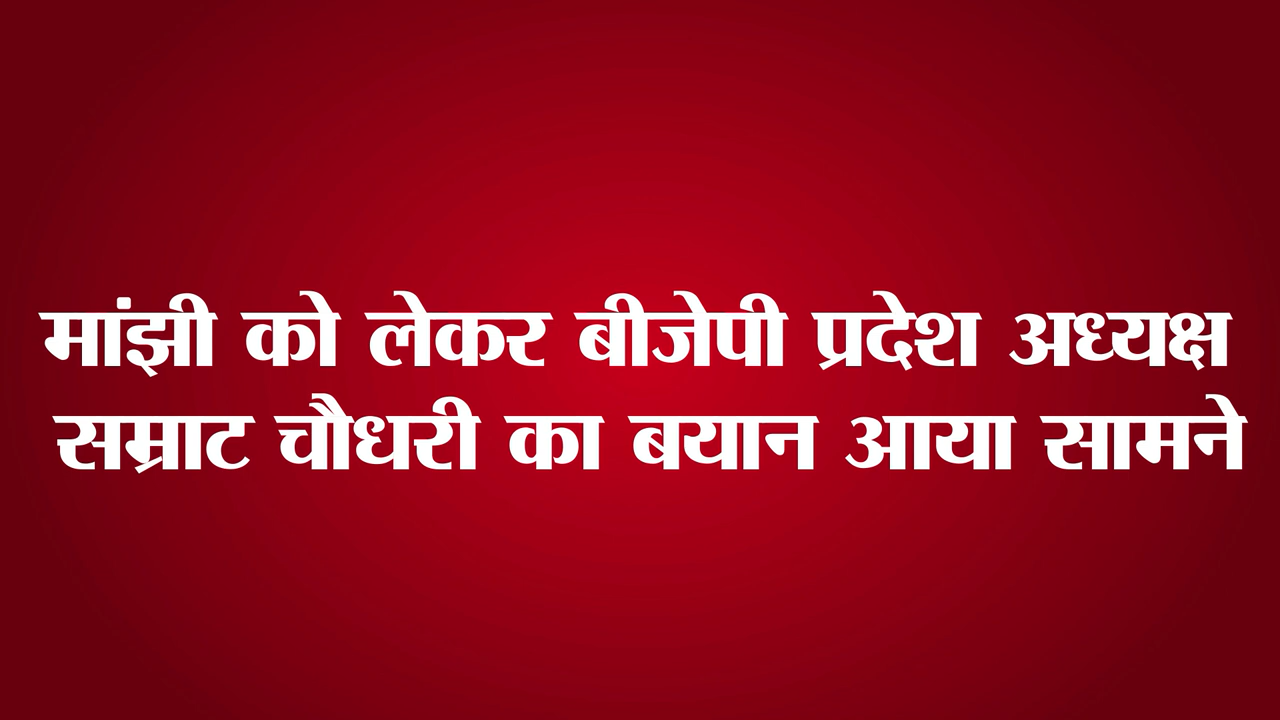 मांझी को लेकर बीजेपी प्रदेश अध्यक्ष
सम्राट चौधरी का बयान आया सामने